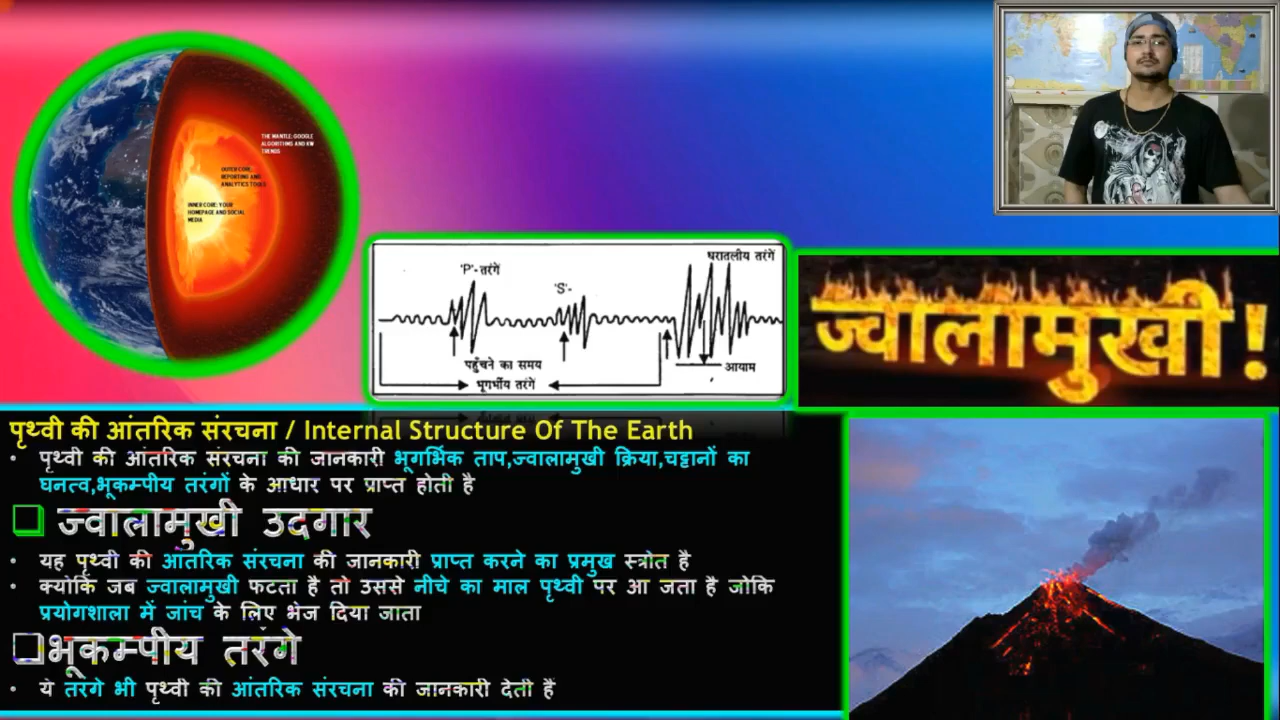 THE MANTLE: GOOGLE
ALGORITHMS AND KW
TRENDS
OUTER CORE:
REPORTING AND
ANALYTICS TOOLS
INNER CORE: YOUR
HOMEPAGE AND SOCIAL
MEDIA
'P'-तरंगें
'S'-
धरातलीय तरंगें
पहुँचने का समय
भूगर्भीय तरंगें
आयाम
ज्वालामुखी !
पृथ्वी की आंतरिक संरचना / Internal Structure Of The Earth
• पृथ्वी की आंतरिक संरचना की जानकारी भूगर्भिक ताप,ज्वालामुखी क्रिया,चट्टानों का
घनत्व,भूकम्पीय तरंगों के आधार पर प्राप्त होती है
❑ ज्वालामुखी उदगार
• यह पृथ्वी की आंतरिक संरचना की जानकारी प्राप्त करने का प्रमुख स्त्रोत है
• क्योकि जब ज्वालामुखी फटता है तो उससे नीचे का माल पृथ्वी पर आ जता है जोकि
प्रयोगशाला में जांच के लिए भेज दिया जाता
❑भूकम्पीय तरंगे
• ये तरगे भी पृथ्वी की आंतरिक संरचना की जानकारी देती हैं